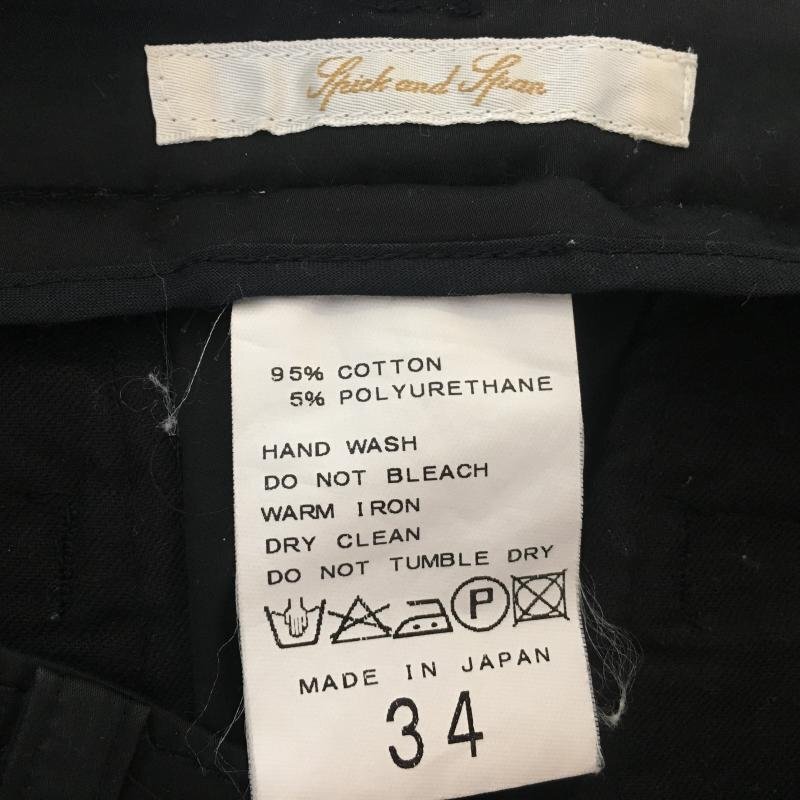 Spick and Span
95% COTTON
5% POLYURETHANE
HAND WASH
DO NOT BLEACH
WARM IRON
DRY CLEAN
DO NOT TUMBLE DRY
P
MADE IN JAPAN
34